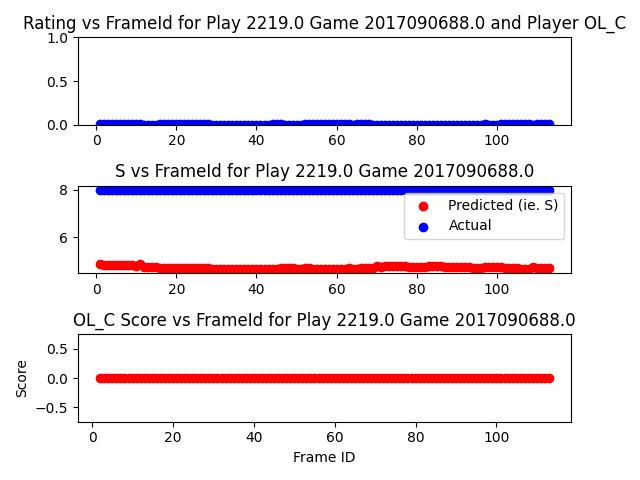 Rating vs FrameId for Play 2219.0 Game 2017090688.0 and Player OL_C
1.0
0.5
0.0
0 20 40 60 80 100
S vs FrameId for Play 2219.0 Game 2017090688.0
8
6
Predicted (ie. S)
Actual
0 20 40 60 80 100
OL_C Score vs FrameId for Play 2219.0 Game 2017090688.0
Score
0.5
0.0
−0.5
0 20 40 60 80 100
Frame ID